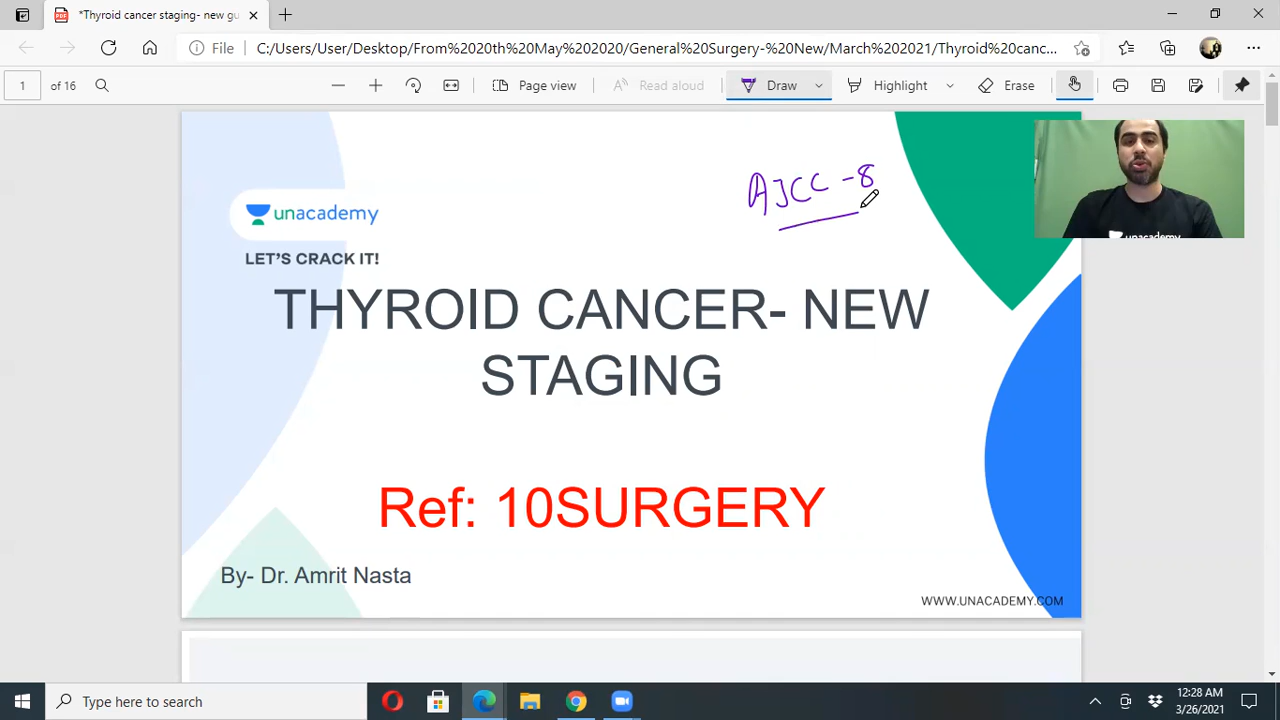 *Thyroid cancer staging- new gu
File
C:/Users/User/Desktop/From%2020th%20May%202020/General%20Surgery-%20New/March%202021/Thyroid%20canc...
1 of 16
Page view
Read aloud
Draw
Highlight
Erase
AJCC -8
unacademy
LET'S CRACK IT!
unacademy
THYROID CANCER- NEW
STAGING
Ref: 10SURGERY
By- Dr. Amrit Nasta
WWW.UNACADEMY.COM
Type here to search
12:28 AM
3/26/2021